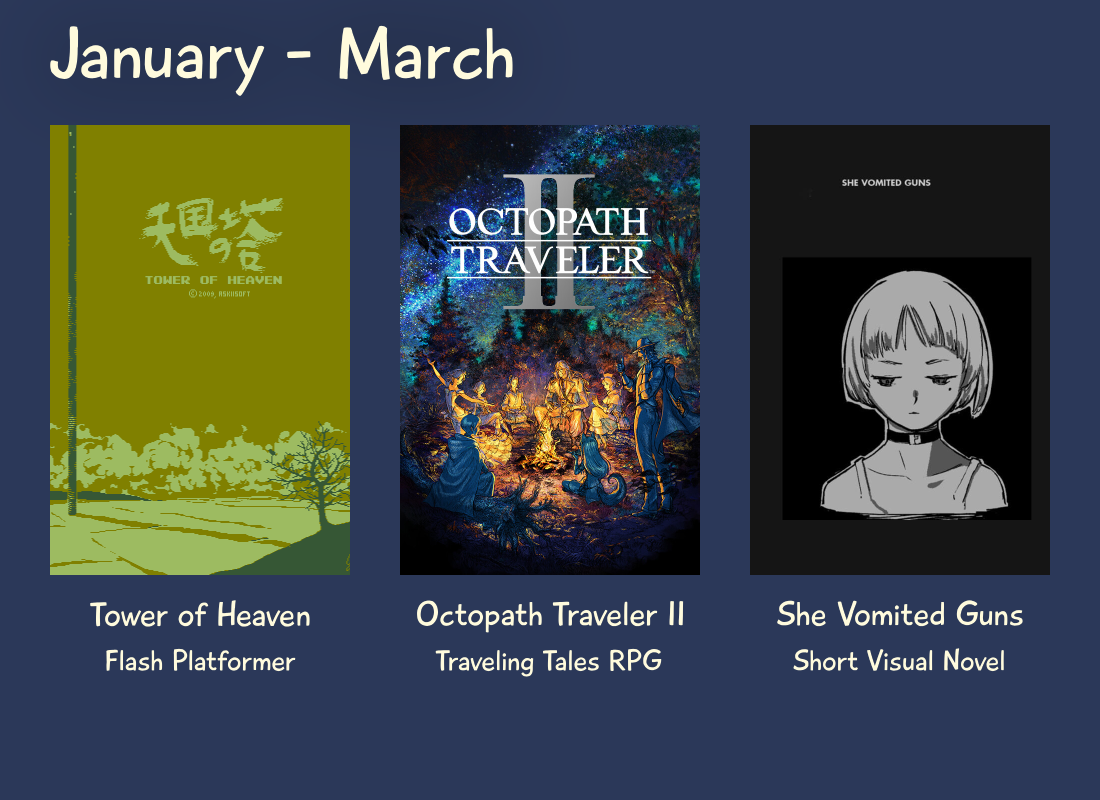 January - March
天国の塔
TOWER OF HEAVEN
©2009, ASKIISOFT
II
OCTOPATH
TRAVELER
SHE VOMITED GUNS
Tower of Heaven
Octopath Traveler II
She Vomited Guns
Flash Platformer
Traveling Tales RPG
Short Visual Novel